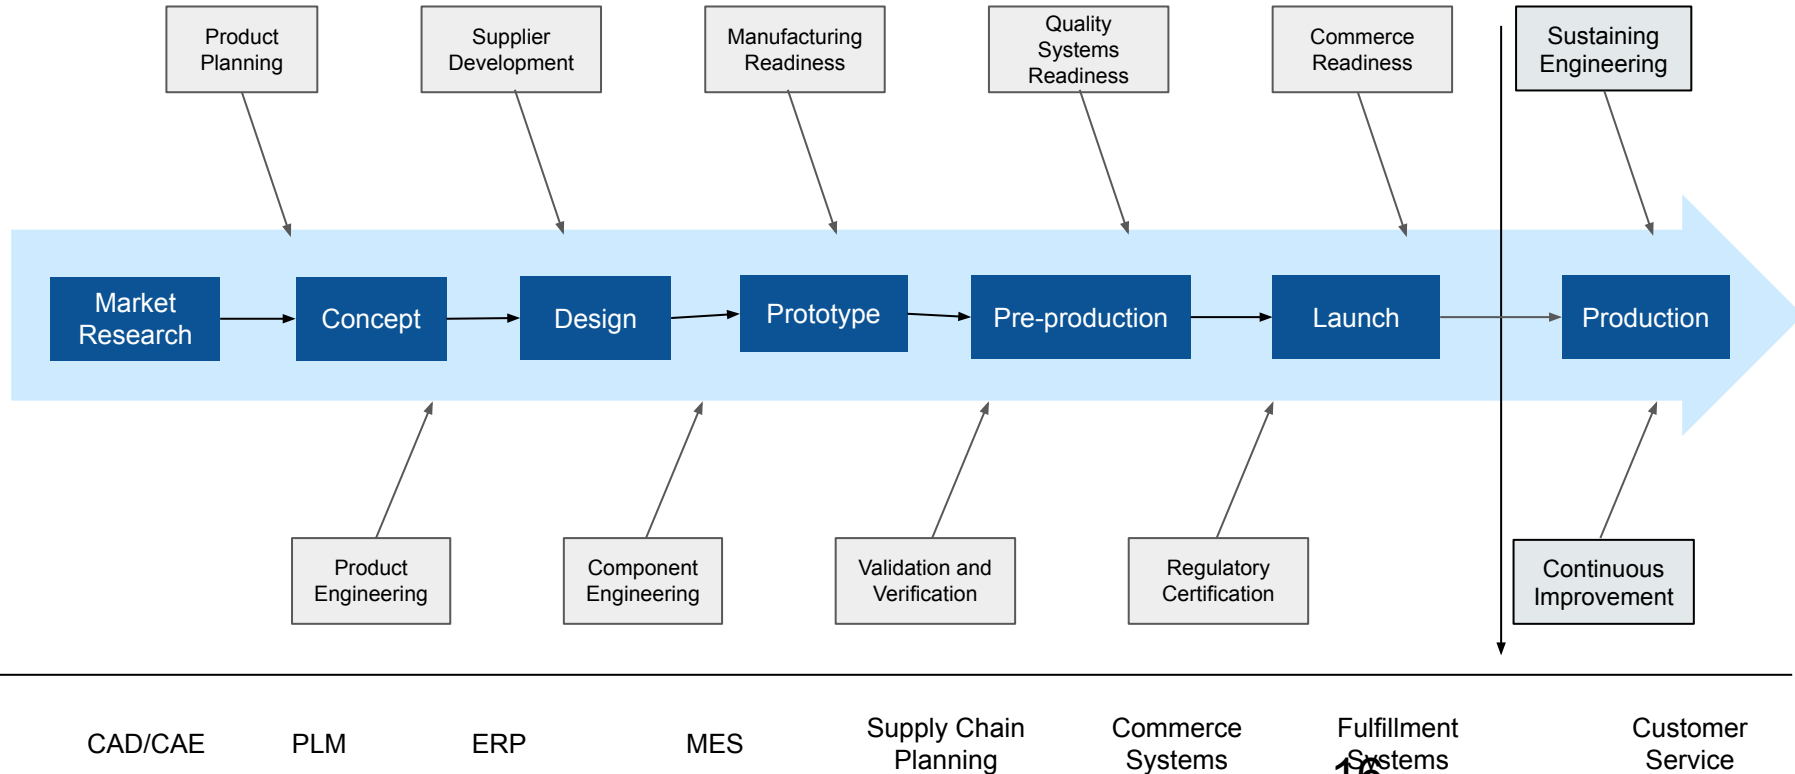 Product
Planning
Supplier
Development
Manufacturing
Readiness
Quality
Systems
Readiness
Commerce
Readiness
Sustaining
Engineering
Market
Research
Concept
Design
Prototype
Pre-production
Launch
Production
Product
Engineering
Component
Engineering
Validation and
Verification
Regulatory
Certification
Continuous
Improvement
CAD/CAE
PLM
ERP
MES
Supply Chain
Planning
Commerce
Systems
Fulfillment
Systems
Customer
Service
16